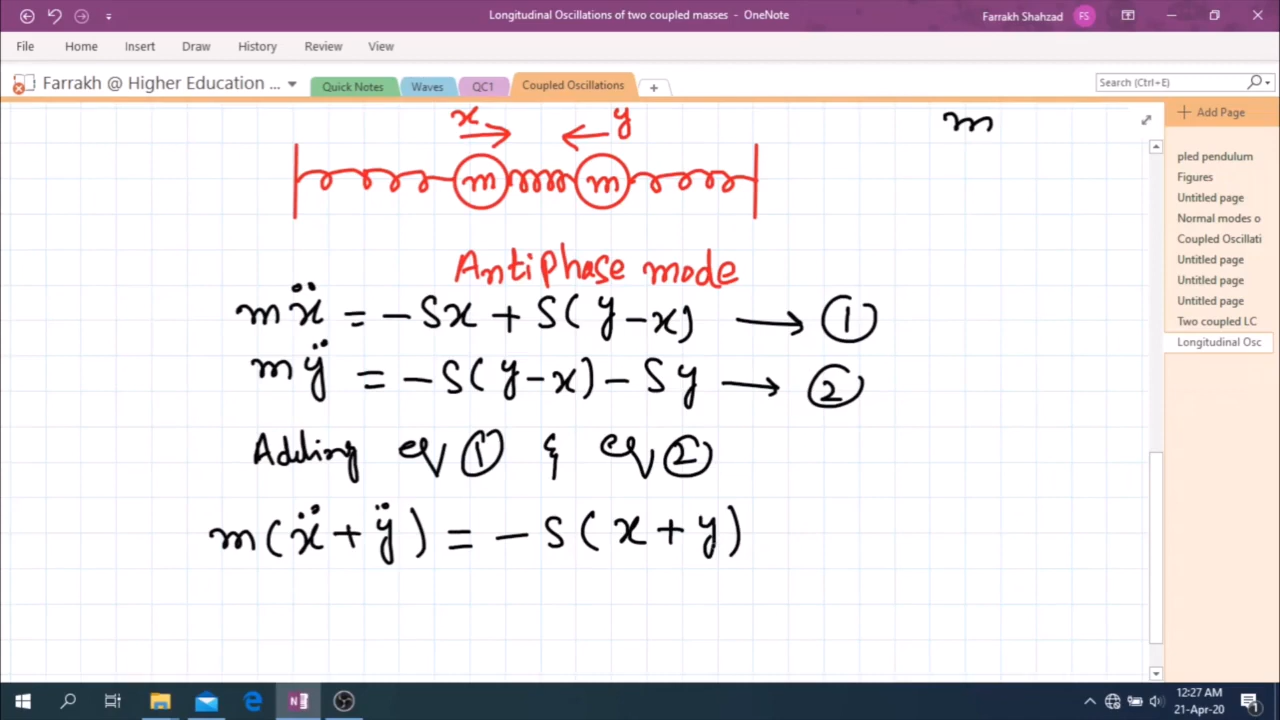 Longitudinal Oscillations of two coupled masses - OneNote
Farrakh Shahzad
FS
File Home Insert Draw History Review View
Farrakh @ Higher Education ...
Quick Notes
Waves
QC1
Coupled Oscillations
+
Search (Ctrl+E)
+ Add Page
pled pendulum
Figures
Untitled page
Normal modes o
Coupled Oscillati
Untitled page
Untitled page
Untitled page
Two coupled LC
Longitudinal Osc
x y
m
m m
Antiphase mode
mẍ = -Sx + S(y-x) → ①
mÿ = -S(y-x) - Sy → ②
Adding eq ① & eq ②
m(ẍ+ÿ) = -S(x+y)
12:27 AM
21-Apr-20
1